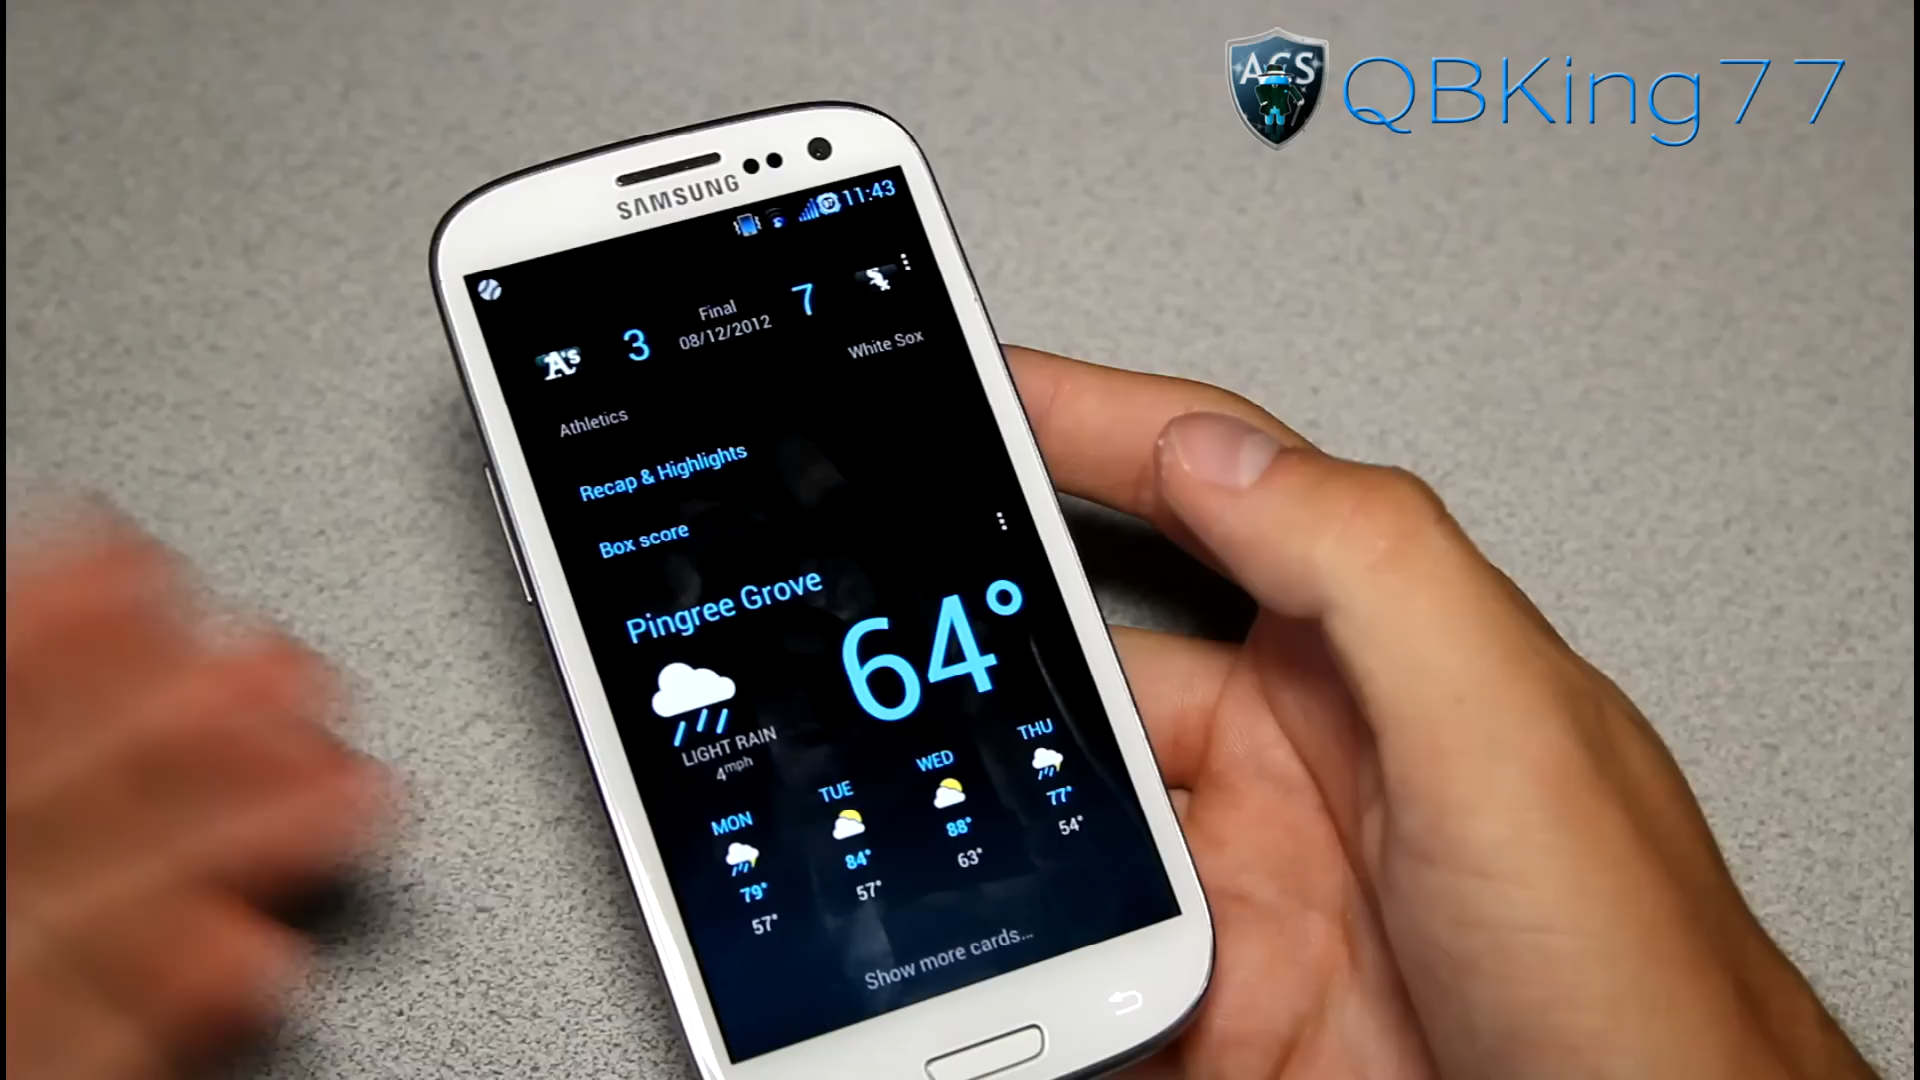 ACS QBKing77
SAMSUNG
11:43
A's 3 Final 7
08/12/2012
White Sox
Athletics
Recap & Highlights
Box score
Pingree Grove
64°
LIGHT RAIN
4mph
MON TUE WED THU
79° 84° 88° 77°
57° 57° 63° 54°
Show more cards...